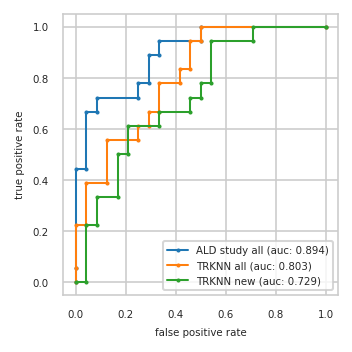 1.0
0.8
0.6
0.4
0.2
0.0
true positive rate
ALD study all (auc: 0.894)
TRKNN all (auc: 0.803)
TRKNN new (auc: 0.729)
0.0 0.2 0.4 0.6 0.8 1.0
false positive rate